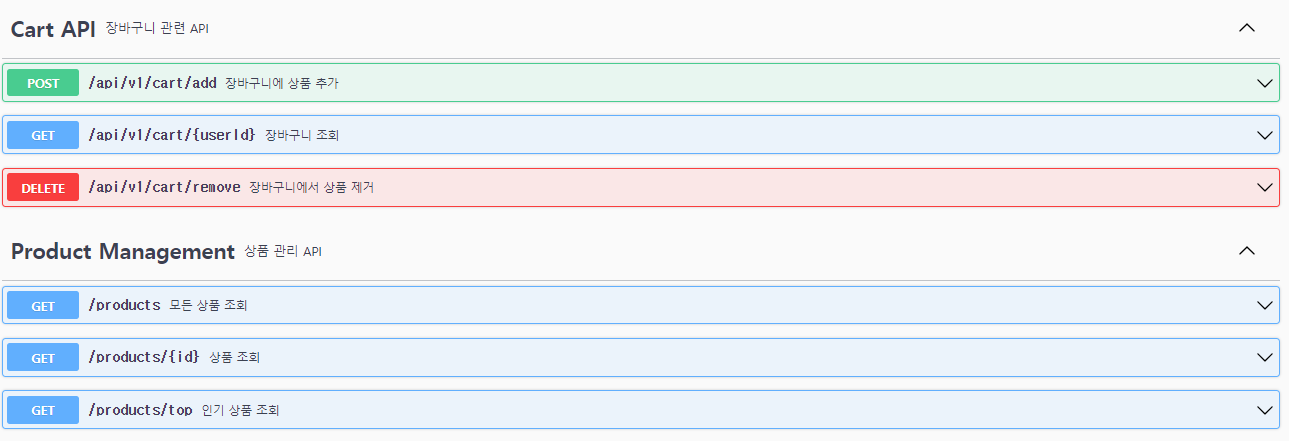 Cart API 장바구니 관련 API
POST /api/v1/cart/add 장바구니에 상품 추가
GET /api/v1/cart/{userId} 장바구니 조회
DELETE /api/v1/cart/remove 장바구니에서 상품 제거
Product Management 상품 관리 API
GET /products 모든 상품 조회
GET /products/{id} 상품 조회
GET /products/top 인기 상품 조회